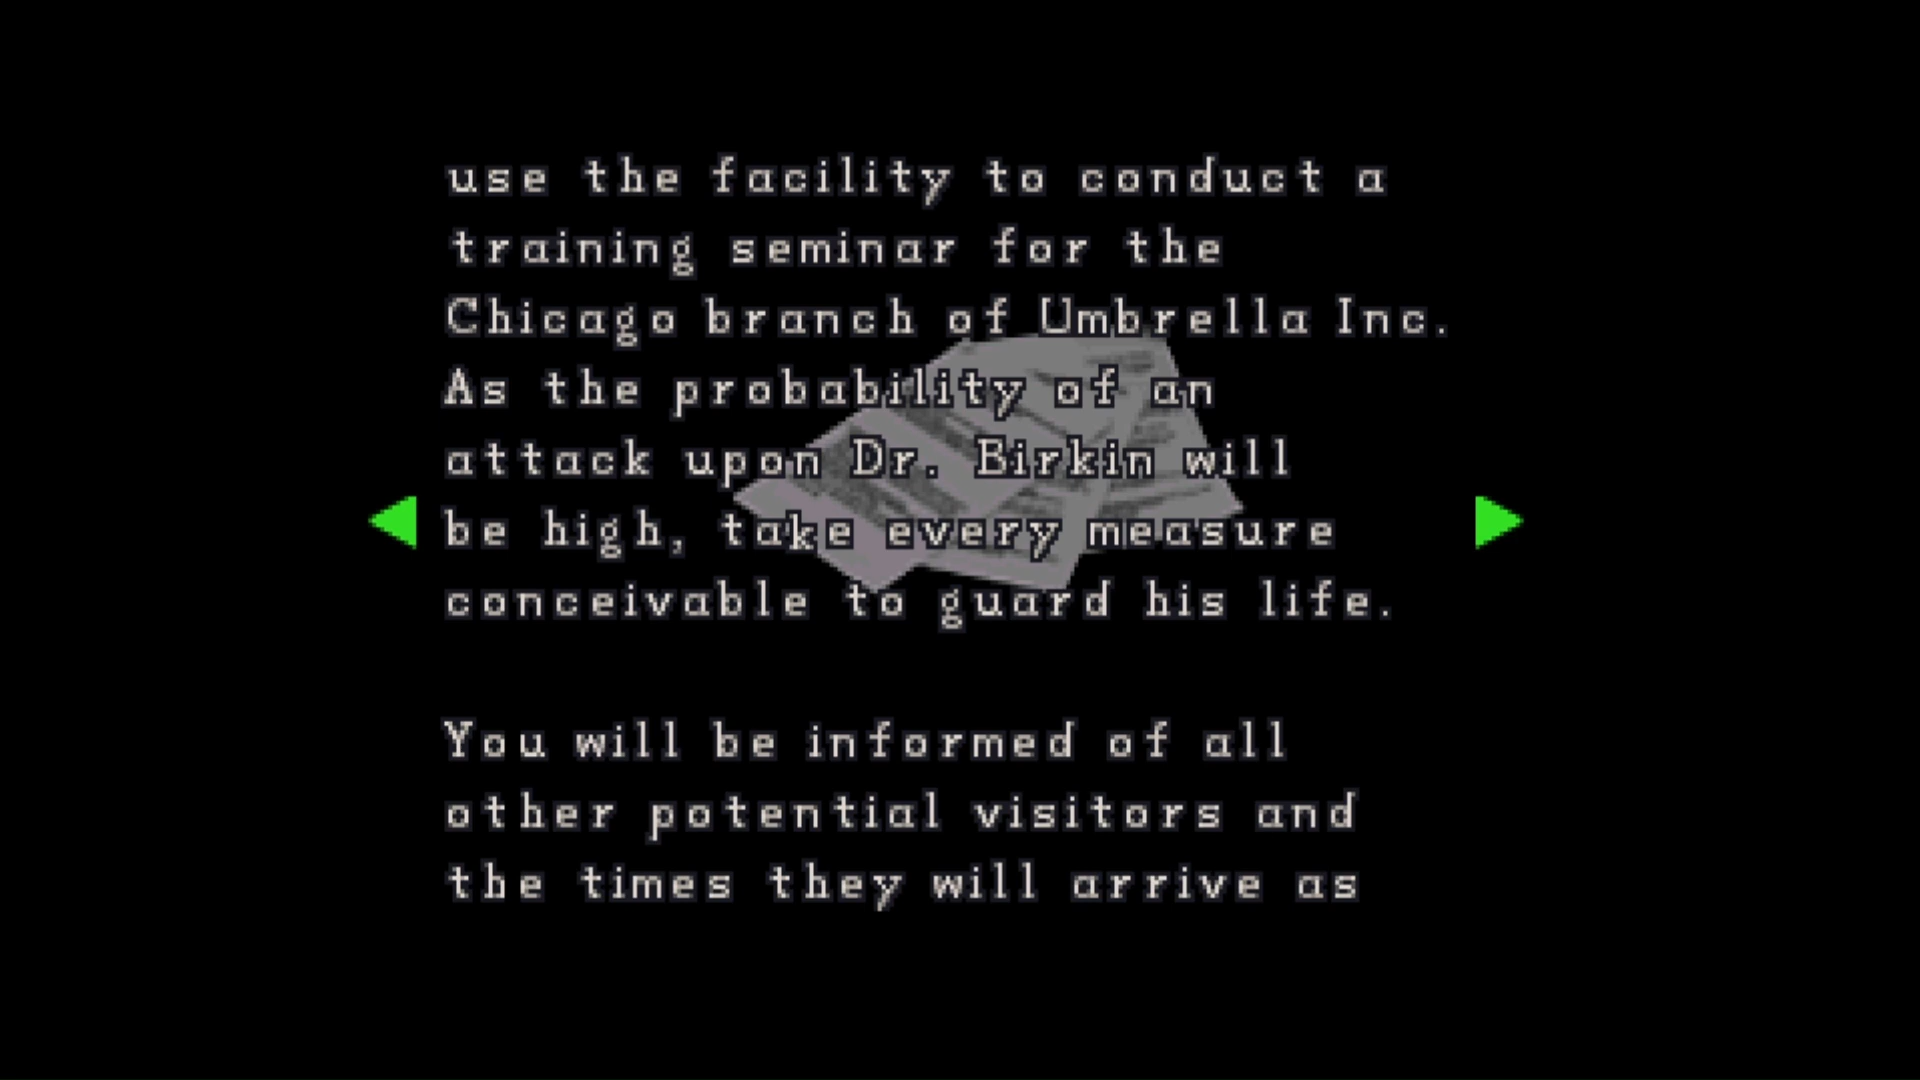 use the facility to conduct a
training seminar for the
Chicago branch of Umbrella Inc.
As the probability of an
attack upon Dr. Birkin will
be high, take every measure
conceivable to guard his life.
You will be informed of all
other potential visitors and
the times they will arrive as